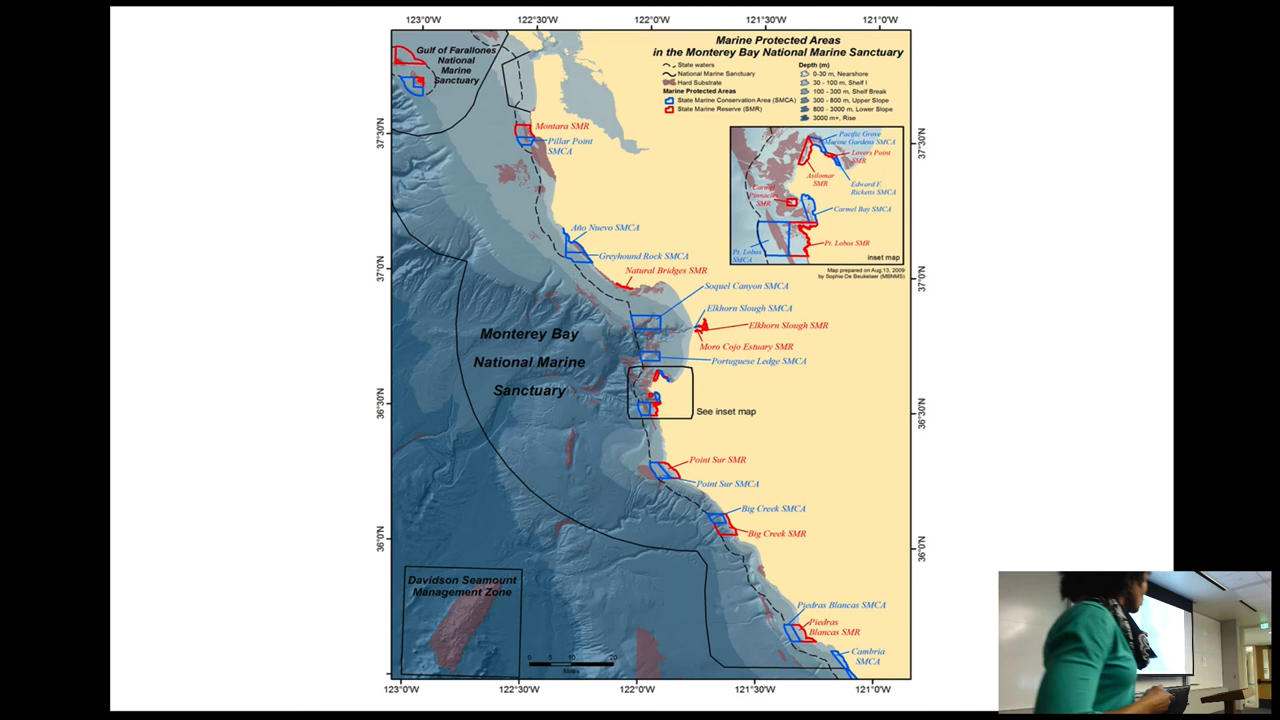 123°0'W 122°30'W 122°0'W 121°30'W 121°0'W
Marine Protected Areas
in the Monterey Bay National Marine Sanctuary
State waters
National Marine Sanctuary
Hard Substrate
Marine Protected Areas
State Marine Conservation Area (SMCA)
State Marine Reserve (SMR)
Depth (m)
0-30 m, Nearshore
30 - 100 m, Shelf I
100 - 300 m, Shelf Break
300 - 800 m, Upper Slope
800 - 3000 m, Lower Slope
3000 m+, Rise
Gulf of Farallones
National
Marine
Sanctuary
Montara SMR
Pillar Point
SMCA
37°30'N
37°30'N
Pacific Grove
Marine Gardens SMCA
Lovers Point
SMR
Asilomar
SMR
Edward F.
Ricketts SMCA
Carmel
Pinnacles
SMR
Carmel Bay SMCA
Pt. Lobos SMR
Pt. Lobos
SMCA
inset map
Map prepared on Aug.13, 2009
by Sophie De Beukelaer (MBNMS)
Año Nuevo SMCA
Greyhound Rock SMCA
Natural Bridges SMR
37°0'N
37°0'N
Soquel Canyon SMCA
Elkhorn Slough SMCA
Elkhorn Slough SMR
Moro Cojo Estuary SMR
Portuguese Ledge SMCA
Monterey Bay
National Marine
Sanctuary
See inset map
36°30'N
36°30'N
Point Sur SMR
Point Sur SMCA
Big Creek SMCA
Big Creek SMR
36°0'N
36°0'N
Davidson Seamount
Management Zone
Piedras Blancas SMCA
Piedras
Blancas SMR
Cambria
SMCA
0 5 10 20
Miles
123°0'W 122°30'W 122°0'W 121°30'W 121°0'W